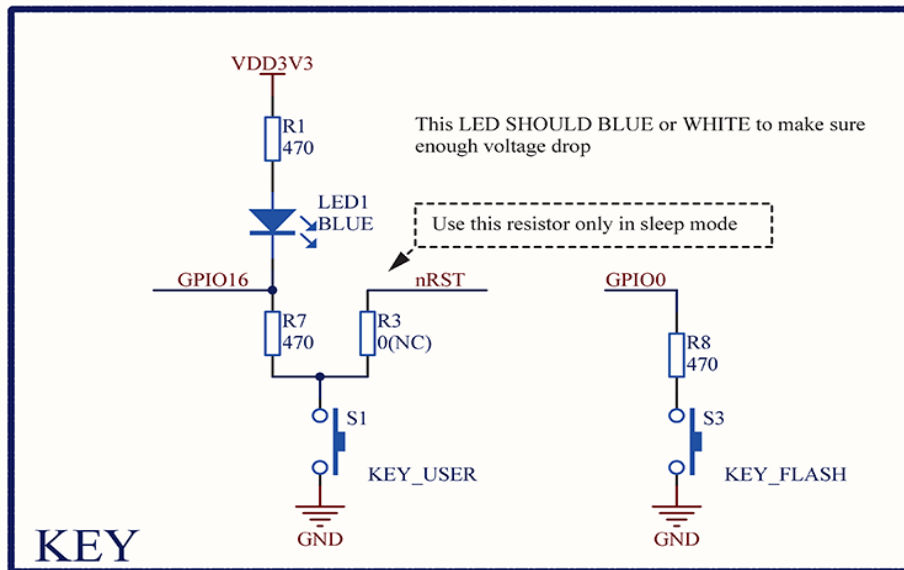 VDD3V3
R1
470
This LED SHOULD BLUE or WHITE to make sure
enough voltage drop
LED1
BLUE
Use this resistor only in sleep mode
GPIO16
nRST
GPIO0
R7
470
R3
0(NC)
R8
470
S1
S3
KEY_USER
KEY_FLASH
GND
GND
KEY